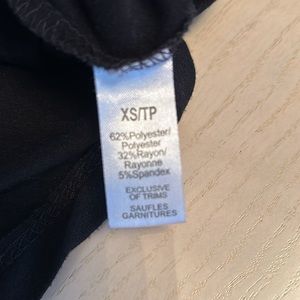 XS/TP
62%Polyester/
Polyester
32%Rayon/
Rayonne
5%Spandex
EXCLUSIVE
OF TRIMS
SAUFLES
GARNITURES